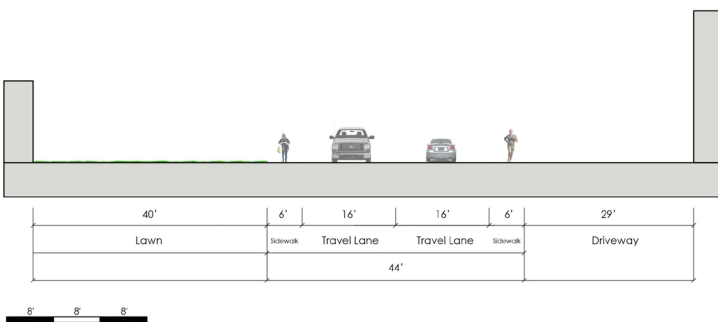 40' 6' 16' 16' 6' 29'
Lawn Sidewalk Travel Lane Travel Lane Sidewalk Driveway
44'
8' 8' 8'